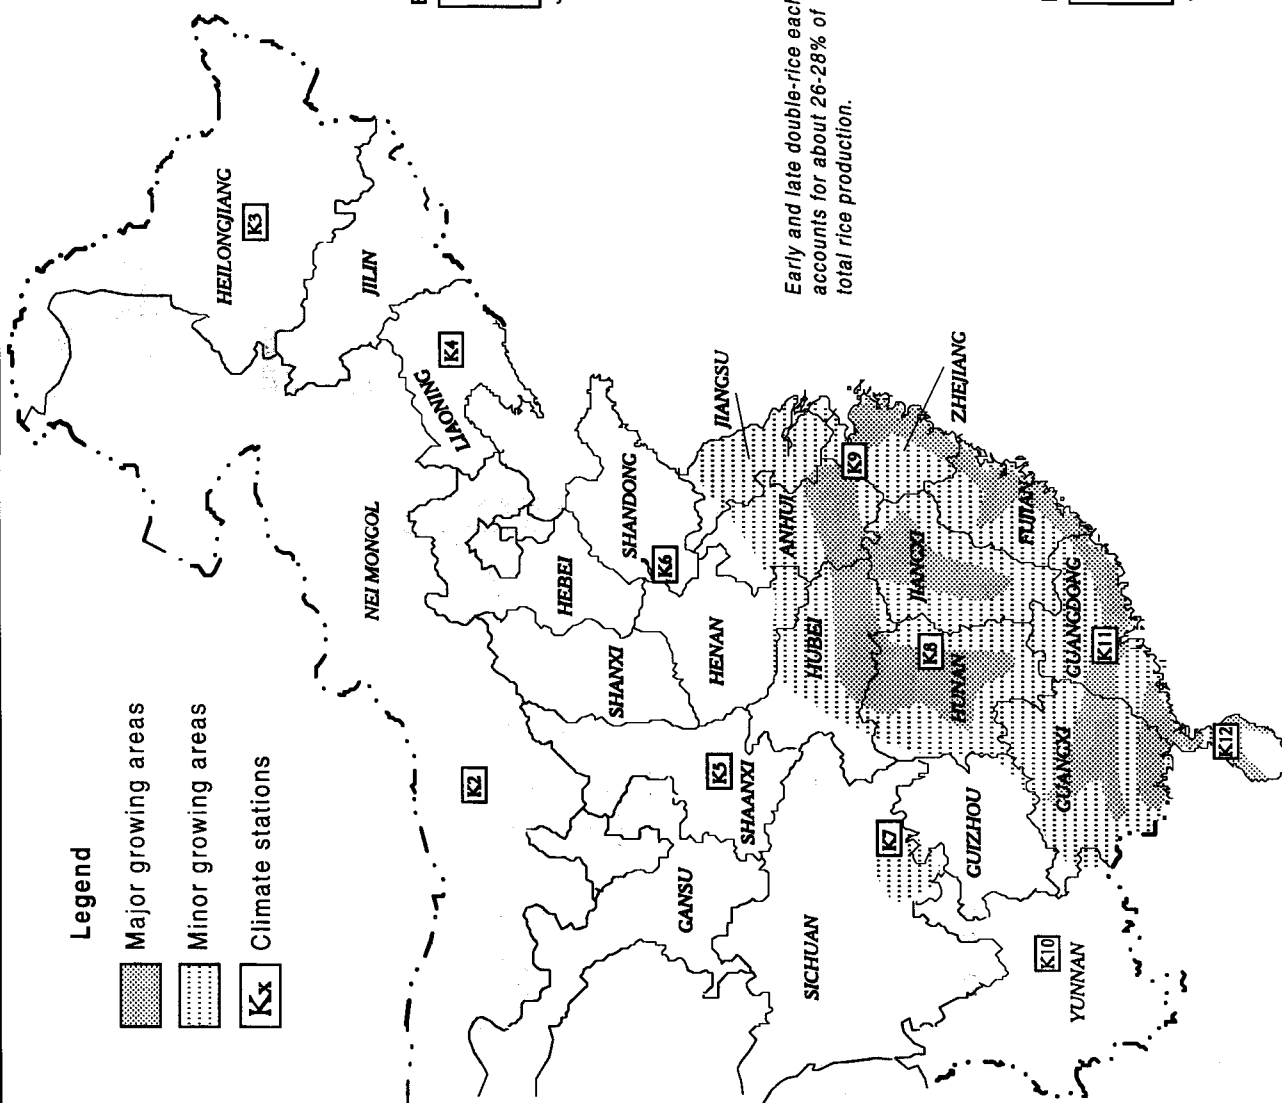 Legend
Major growing areas
Minor growing areas
Kx Climate stations
HEILONGJIANG
K3
JILIN
K4
LIAONING
NEI MONGOL
K2
HEBEI
SHANDONG
K6
SHANXI
HENAN
K5
SHAANXI
GANSU
JIANGSU
ANHUI
K9
ZHEJIANG
HUBEI
JIANGXI
FUJIAN
K8
HUNAN
GUANGDONG
K11
GUANGXI
K12
K7
GUIZHOU
SICHUAN
K10
YUNNAN
Early and late double-rice each
accounts for about 26-28% of
total rice production.